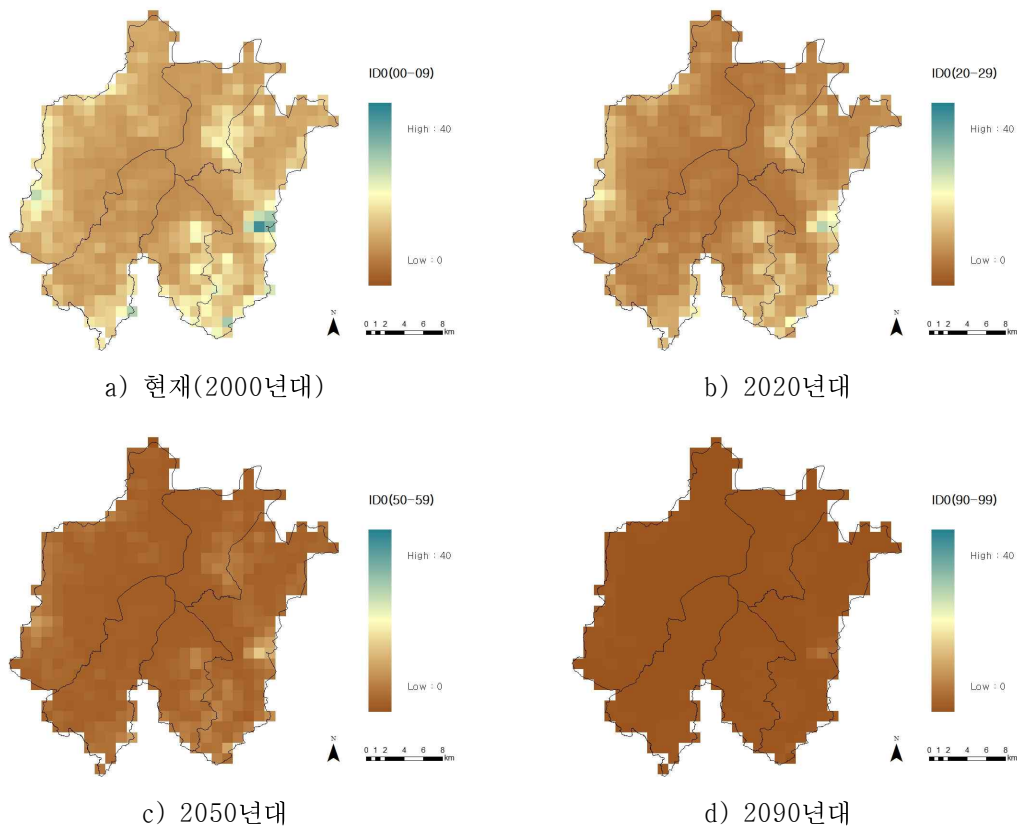 ID0(00-09)
High : 40
Low : 0
N
0 1 2 4 6 8
km
a) 현재(2000년대)
ID0(20-29)
High : 40
Low : 0
N
0 1 2 4 6 8
km
b) 2020년대
ID0(50-59)
High : 40
Low : 0
N
0 1 2 4 6 8
km
c) 2050년대
ID0(90-99)
High : 40
Low : 0
N
0 1 2 4 6 8
km
d) 2090년대